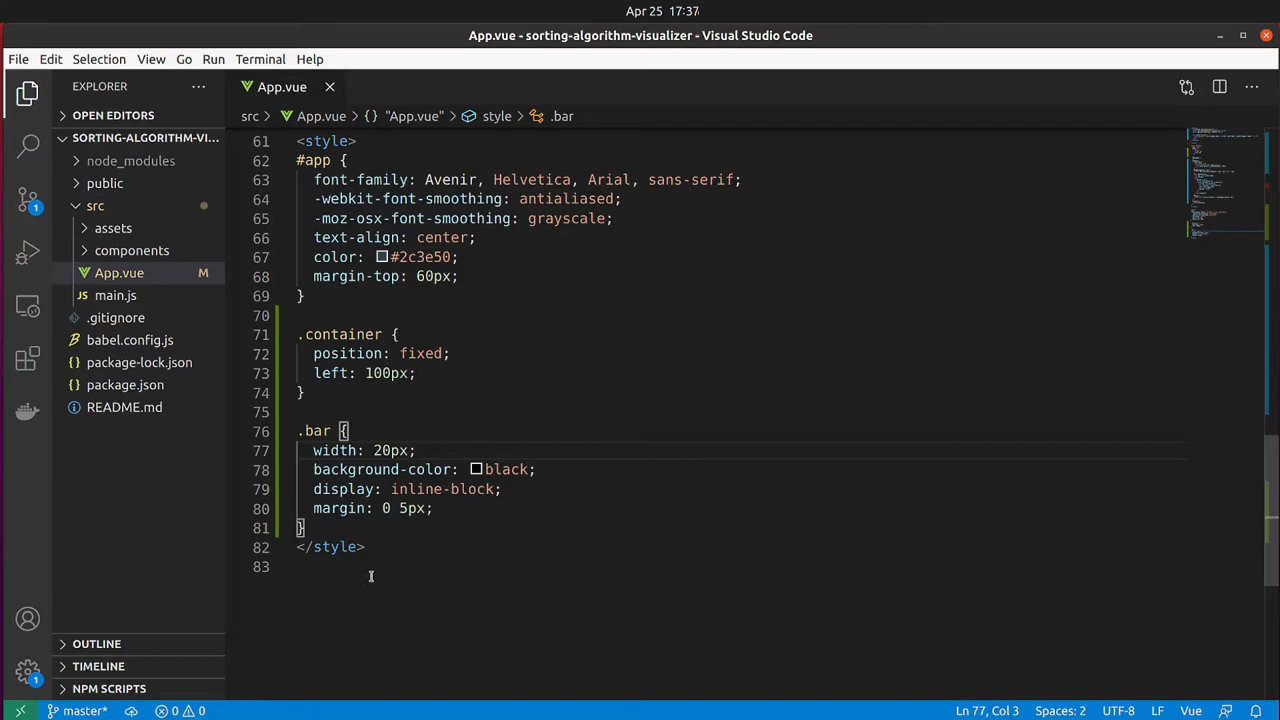 Apr 25 17:37
App.vue - sorting-algorithm-visualizer - Visual Studio Code
File Edit Selection View Go Run Terminal Help
EXPLORER
OPEN EDITORS
SORTING-ALGORITHM-VI...
node_modules
public
src
assets
components
App.vue M
main.js
.gitignore
babel.config.js
package-lock.json
package.json
README.md
OUTLINE
TIMELINE
NPM SCRIPTS
1
1
App.vue
src > App.vue > {} "App.vue" > style > .bar
61 <style>
62 #app {
63 font-family: Avenir, Helvetica, Arial, sans-serif;
64 -webkit-font-smoothing: antialiased;
65 -moz-osx-font-smoothing: grayscale;
66 text-align: center;
67 color: #2c3e50;
68 margin-top: 60px;
69 }
70
71 .container {
72 position: fixed;
73 left: 100px;
74 }
75
76 .bar {
77 width: 20px;
78 background-color: black;
79 display: inline-block;
80 margin: 0 5px;
81 }
82 </style>
83
master* 0 0 Ln 77, Col 3 Spaces: 2 UTF-8 LF Vue